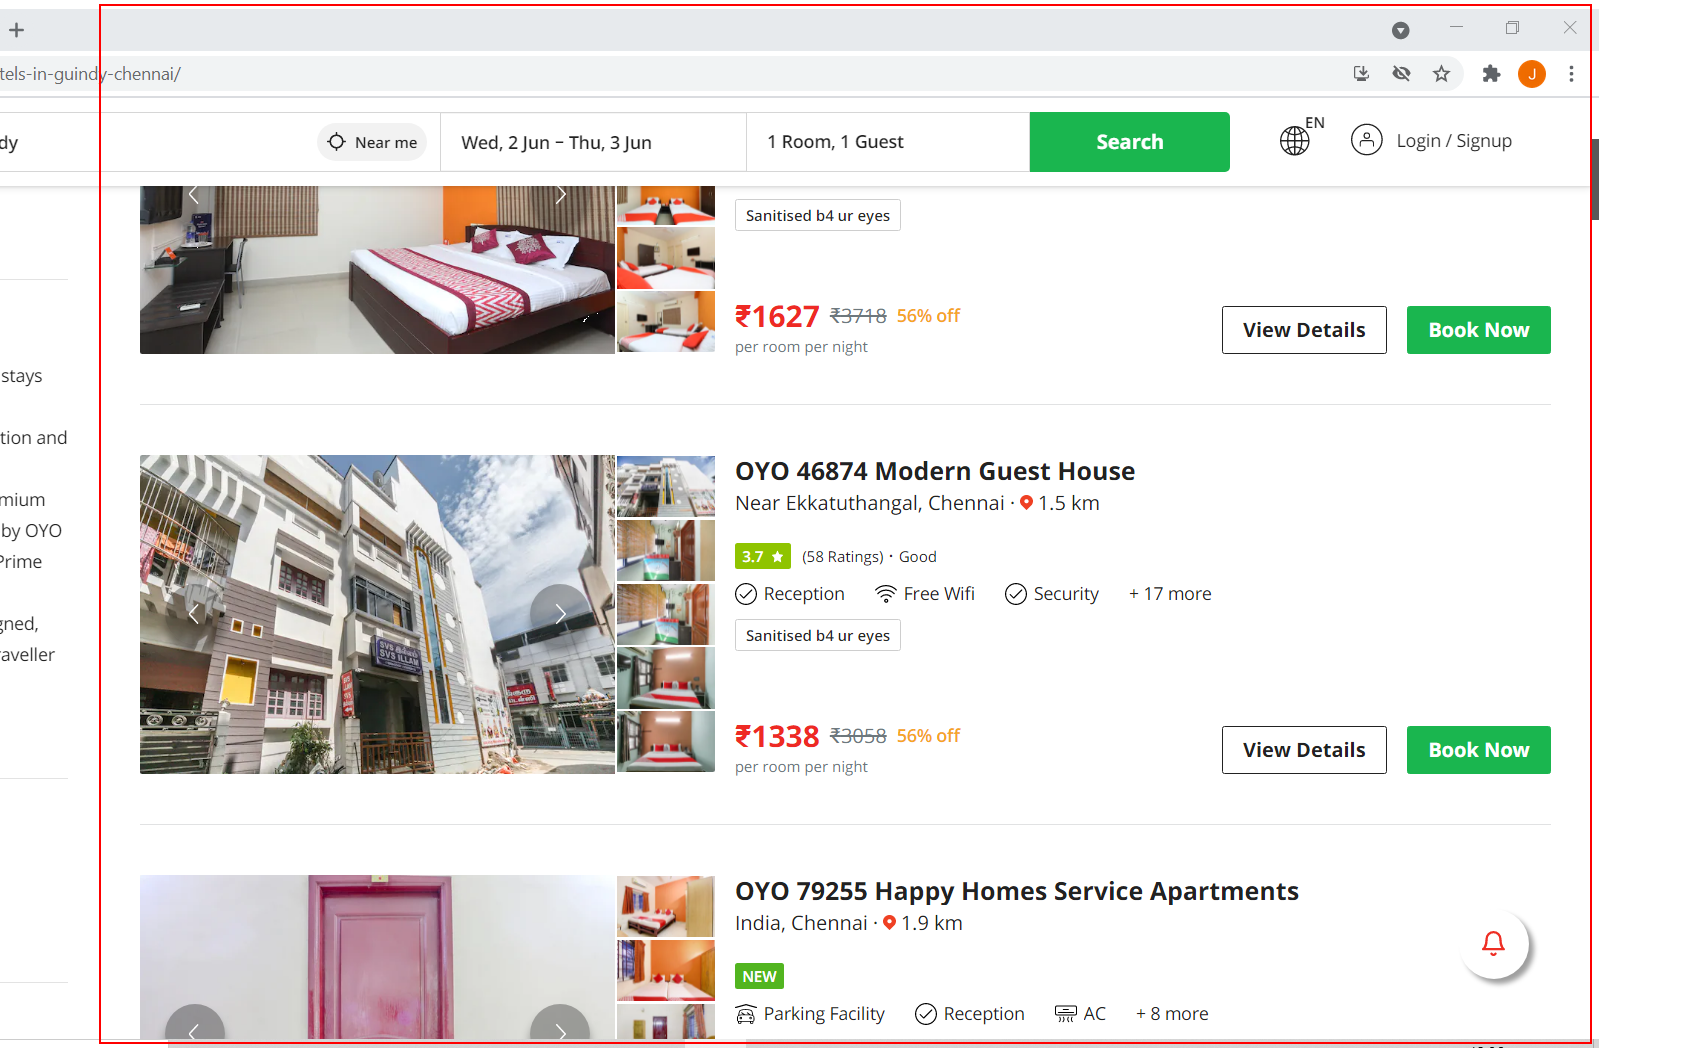 tels-in-guindy-chennai/
J
dy
Near me
Wed, 2 Jun – Thu, 3 Jun
1 Room, 1 Guest
Search
EN
Login / Signup
Sanitised b4 ur eyes
₹1627 ₹3718 56% off
per room per night
View Details
Book Now
stays
tion and
mium
by OYO
Prime
gned,
raveller
OYO 46874 Modern Guest House
Near Ekkatuthangal, Chennai · 1.5 km
3.7 ★ (58 Ratings) · Good
Reception Free Wifi Security + 17 more
Sanitised b4 ur eyes
SVS ILLAM
₹1338 ₹3058 56% off
per room per night
View Details
Book Now
OYO 79255 Happy Homes Service Apartments
India, Chennai · 1.9 km
NEW
Parking Facility Reception AC + 8 more